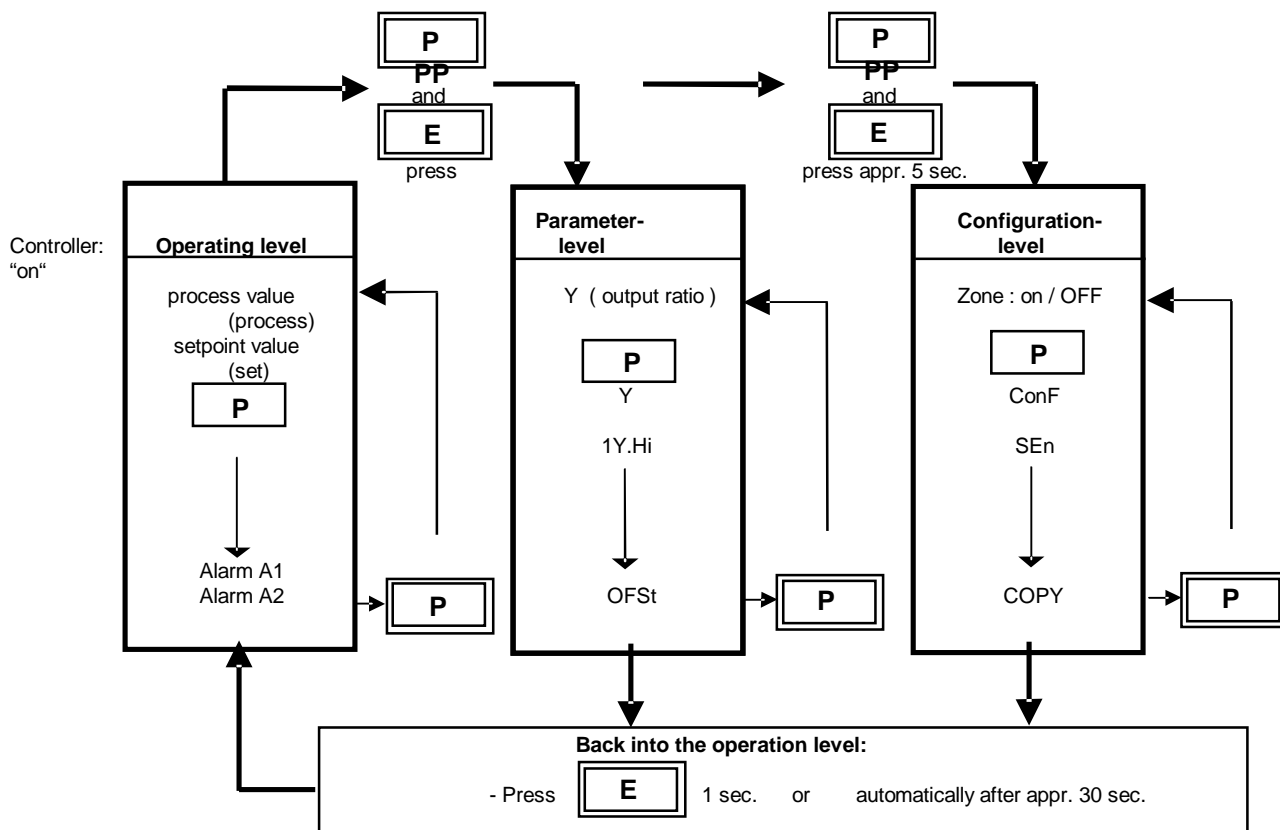 P
PP
and
E
press
P
PP
and
E
press appr. 5 sec.
Controller:
"on"
Operating level
process value
(process)
setpoint value
(set)
P
Alarm A1
Alarm A2
P
Parameter-
level
Y ( output ratio )
P
Y
1Y.Hi
OFSt
P
Configuration-
level
Zone : on / OFF
P
ConF
SEn
COPY
P
Back into the operation level:
- Press E 1 sec. or automatically after appr. 30 sec.